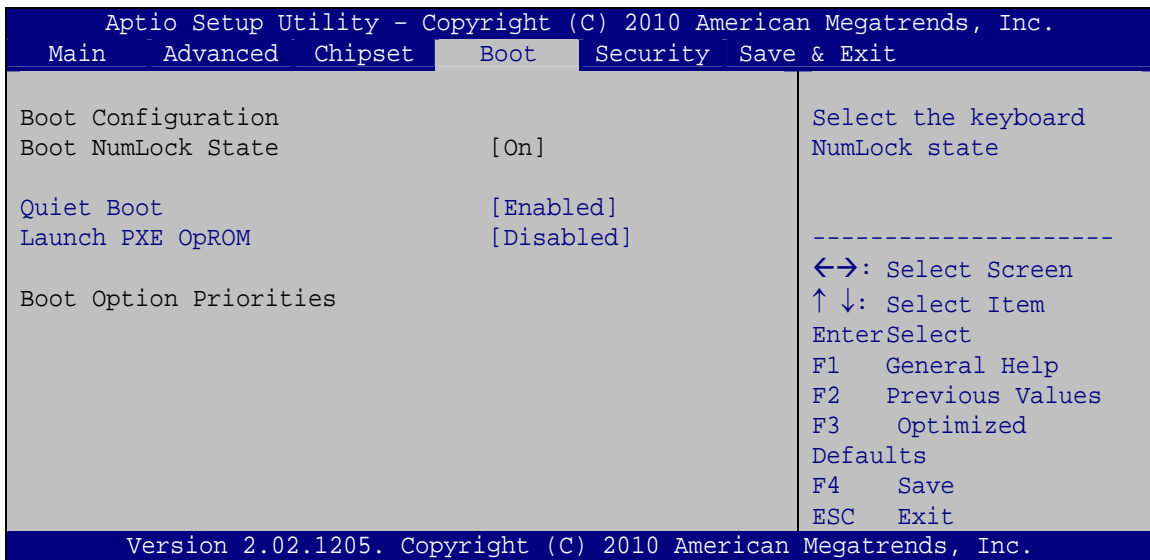 Aptio Setup Utility – Copyright (C) 2010 American Megatrends, Inc.
Main Advanced Chipset Boot Security Save & Exit
Boot Configuration
Boot NumLock State [On]
Quiet Boot [Enabled]
Launch PXE OpROM [Disabled]
Boot Option Priorities
Select the keyboard
NumLock state
---------------------
←→: Select Screen
↑ ↓: Select Item
EnterSelect
F1 General Help
F2 Previous Values
F3 Optimized
Defaults
F4 Save
ESC Exit
Version 2.02.1205. Copyright (C) 2010 American Megatrends, Inc.